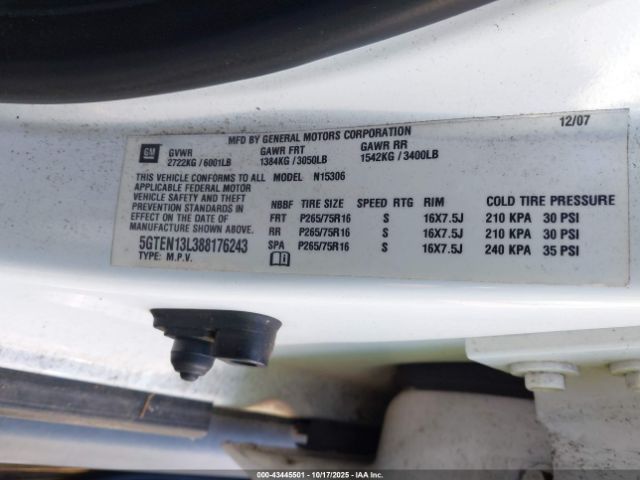 12/07
MFD BY GENERAL MOTORS CORPORATION
GM GVWR GAWR FRT GAWR RR
2722KG/6001LB 1384KG/3050LB 1542KG/3400LB
THIS VEHICLE CONFORMS TO ALL MODEL N15306
APPLICABLE FEDERAL MOTOR
VEHICLE SAFETY AND THEFT NBBF TIRE SIZE SPEED RTG RIM COLD TIRE PRESSURE
PREVENTION STANDARDS IN
EFFECT ON THE DATE OF FRT P265/75R16 S 16X7.5J 210 KPA 30 PSI
MANUFACTURE SHOWN ABOVE. RR P265/75R16 S 16X7.5J 210 KPA 30 PSI
5GTEN13L388176243 SPA P265/75R16 S 16X7.5J 240 KPA 35 PSI
TYPE: M.P.V.
000-43445501 - 10/17/2025 - IAA Inc.